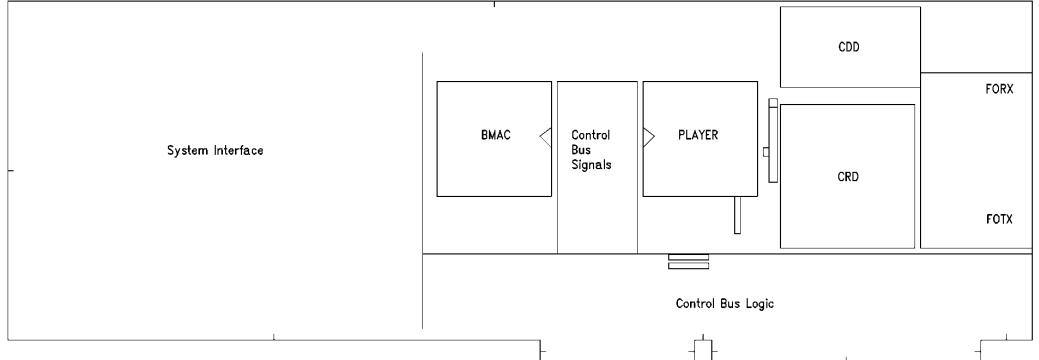 CDD
FORX
System Interface
BMAC
Control
Bus
Signals
PLAYER
CRD
FOTX
Control Bus Logic